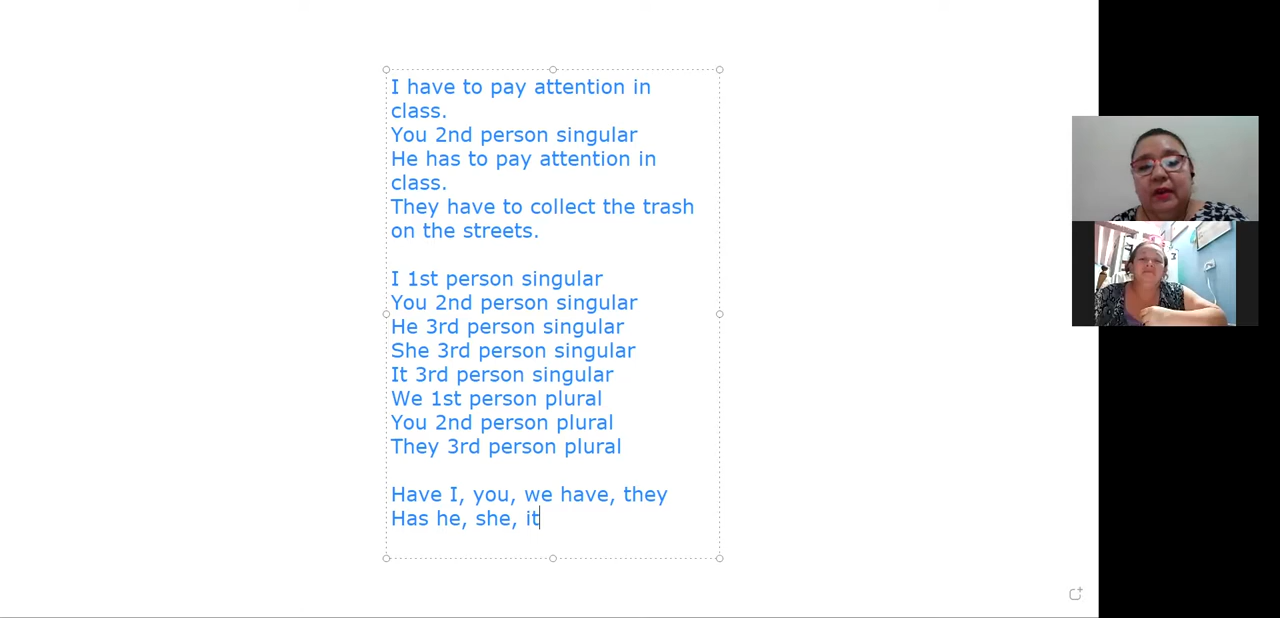 I have to pay attention in
class.
You 2nd person singular
He has to pay attention in
class.
They have to collect the trash
on the streets.
I 1st person singular
You 2nd person singular
He 3rd person singular
She 3rd person singular
It 3rd person singular
We 1st person plural
You 2nd person plural
They 3rd person plural
Have I, you, we have, they
Has he, she, it